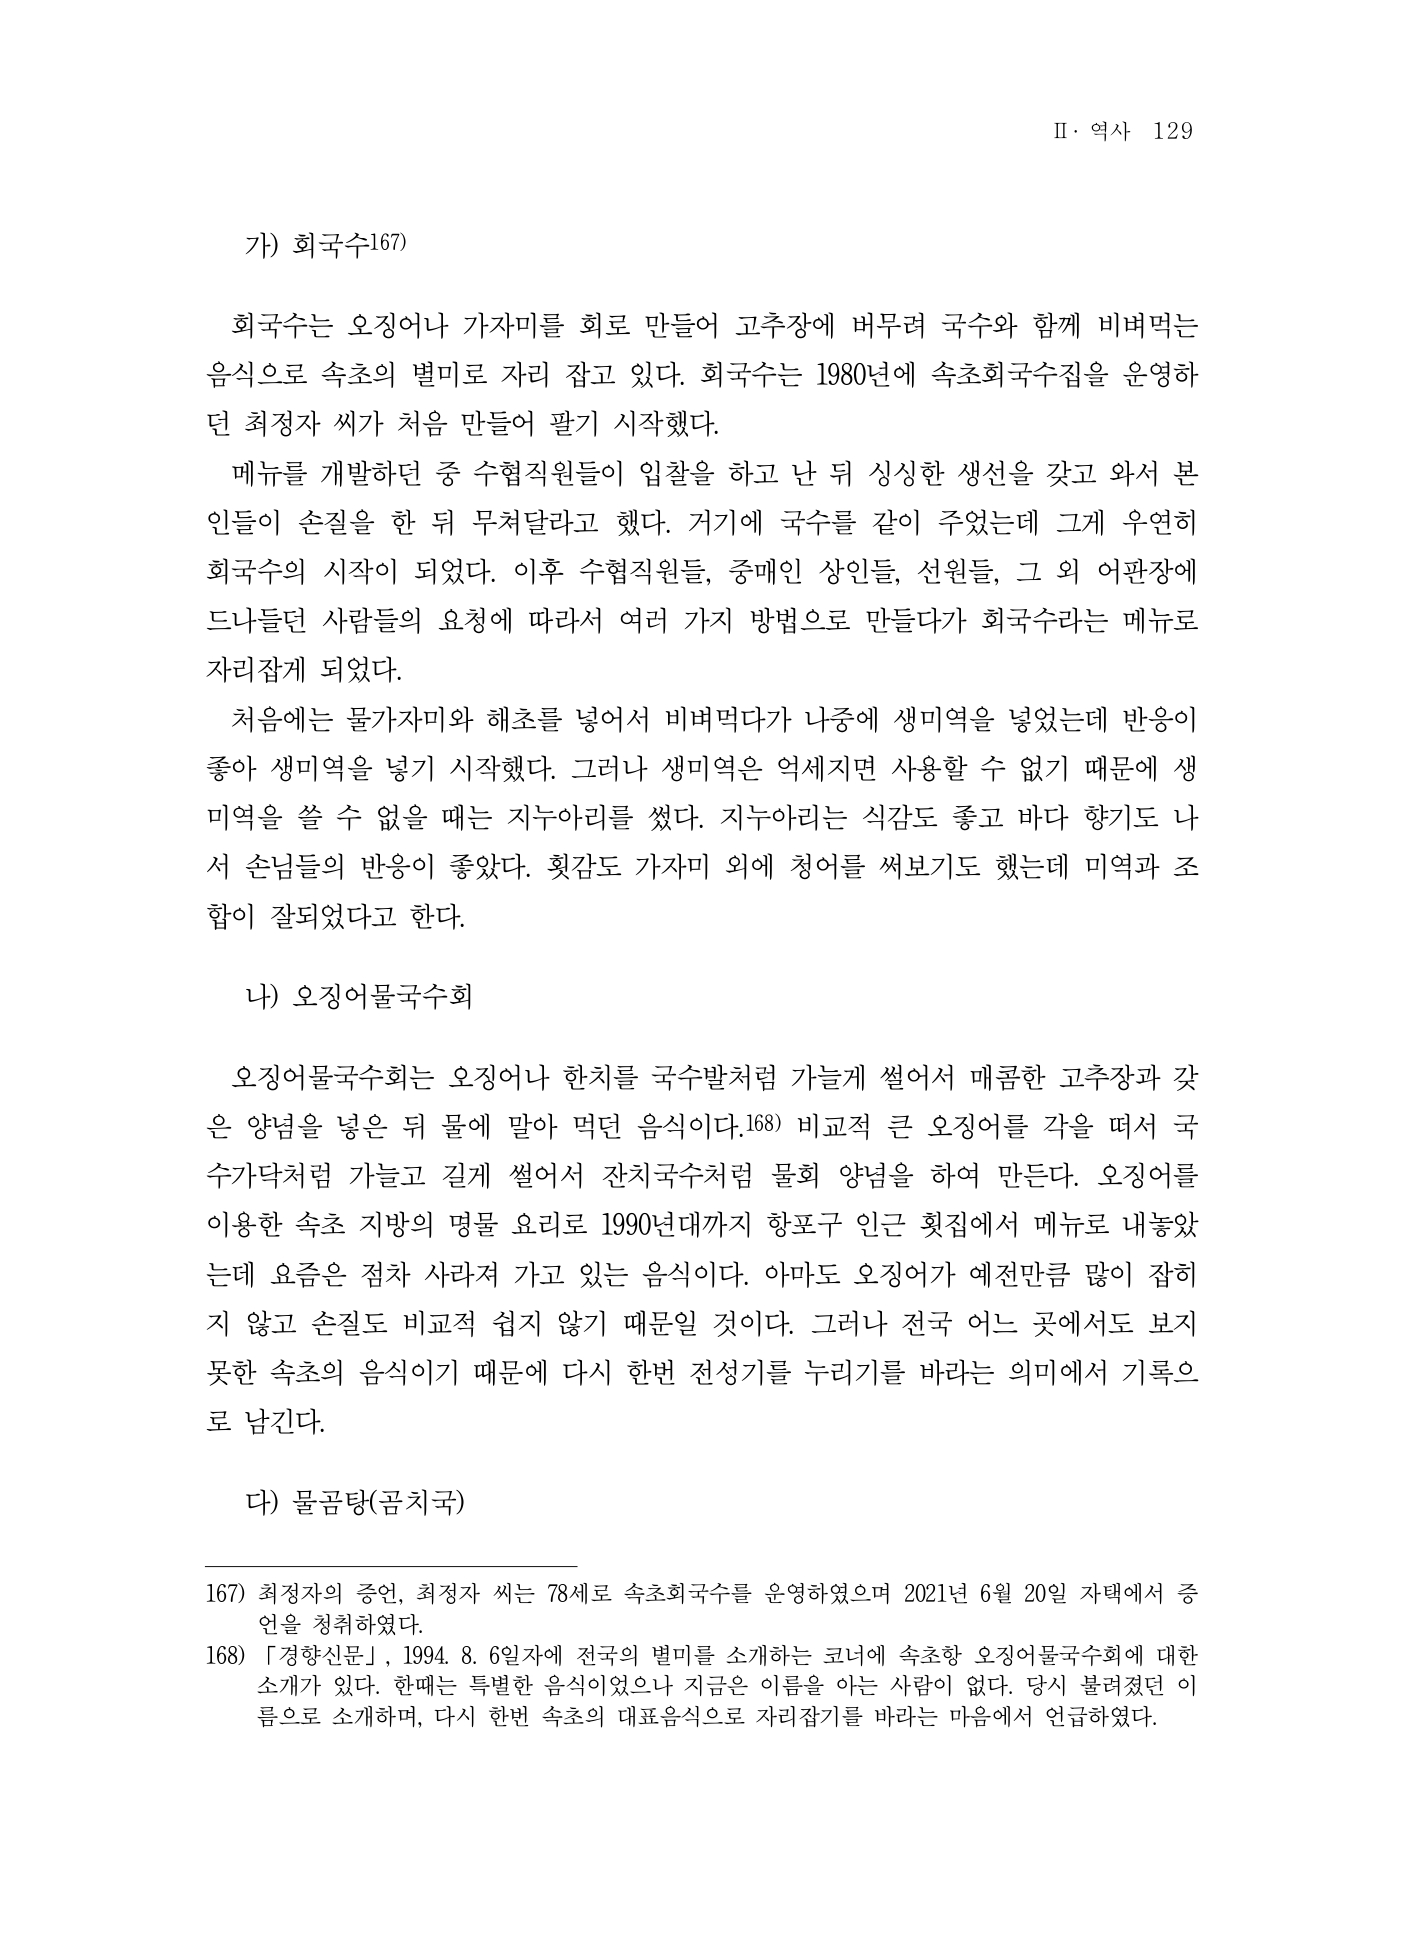 Ⅱ· 역사 129
가) 회국수167)
회국수는 오징어나 가자미를 회로 만들어 고추장에 버무려 국수와 함께 비벼먹는
음식으로 속초의 별미로 자리 잡고 있다. 회국수는 1980년에 속초회국수집을 운영하
던 최정자 씨가 처음 만들어 팔기 시작했다.
메뉴를 개발하던 중 수협직원들이 입찰을 하고 난 뒤 싱싱한 생선을 갖고 와서 본
인들이 손질을 한 뒤 무쳐달라고 했다. 거기에 국수를 같이 주었는데 그게 우연히
회국수의 시작이 되었다. 이후 수협직원들, 중매인 상인들, 선원들, 그 외 어판장에
드나들던 사람들의 요청에 따라서 여러 가지 방법으로 만들다가 회국수라는 메뉴로
자리잡게 되었다.
처음에는 물가자미와 해초를 넣어서 비벼먹다가 나중에 생미역을 넣었는데 반응이
좋아 생미역을 넣기 시작했다. 그러나 생미역은 억세지면 사용할 수 없기 때문에 생
미역을 쓸 수 없을 때는 지누아리를 썼다. 지누아리는 식감도 좋고 바다 향기도 나
서 손님들의 반응이 좋았다. 횟감도 가자미 외에 청어를 써보기도 했는데 미역과 조
합이 잘되었다고 한다.
나) 오징어물국수회
오징어물국수회는 오징어나 한치를 국수발처럼 가늘게 썰어서 매콤한 고추장과 갖
은 양념을 넣은 뒤 물에 말아 먹던 음식이다.168) 비교적 큰 오징어를 각을 떠서 국
수가닥처럼 가늘고 길게 썰어서 잔치국수처럼 물회 양념을 하여 만든다. 오징어를
이용한 속초 지방의 명물 요리로 1990년대까지 항포구 인근 횟집에서 메뉴로 내놓았
는데 요즘은 점차 사라져 가고 있는 음식이다. 아마도 오징어가 예전만큼 많이 잡히
지 않고 손질도 비교적 쉽지 않기 때문일 것이다. 그러나 전국 어느 곳에서도 보지
못한 속초의 음식이기 때문에 다시 한번 전성기를 누리기를 바라는 의미에서 기록으
로 남긴다.
다) 물곰탕(곰치국)
167) 최정자의 증언, 최정자 씨는 78세로 속초회국수를 운영하였으며 2021년 6월 20일 자택에서 증
언을 청취하였다.
168) 「경향신문」, 1994. 8. 6일자에 전국의 별미를 소개하는 코너에 속초항 오징어물국수회에 대한
소개가 있다. 한때는 특별한 음식이었으나 지금은 이름을 아는 사람이 없다. 당시 불려졌던 이
름으로 소개하며, 다시 한번 속초의 대표음식으로 자리잡기를 바라는 마음에서 언급하였다.